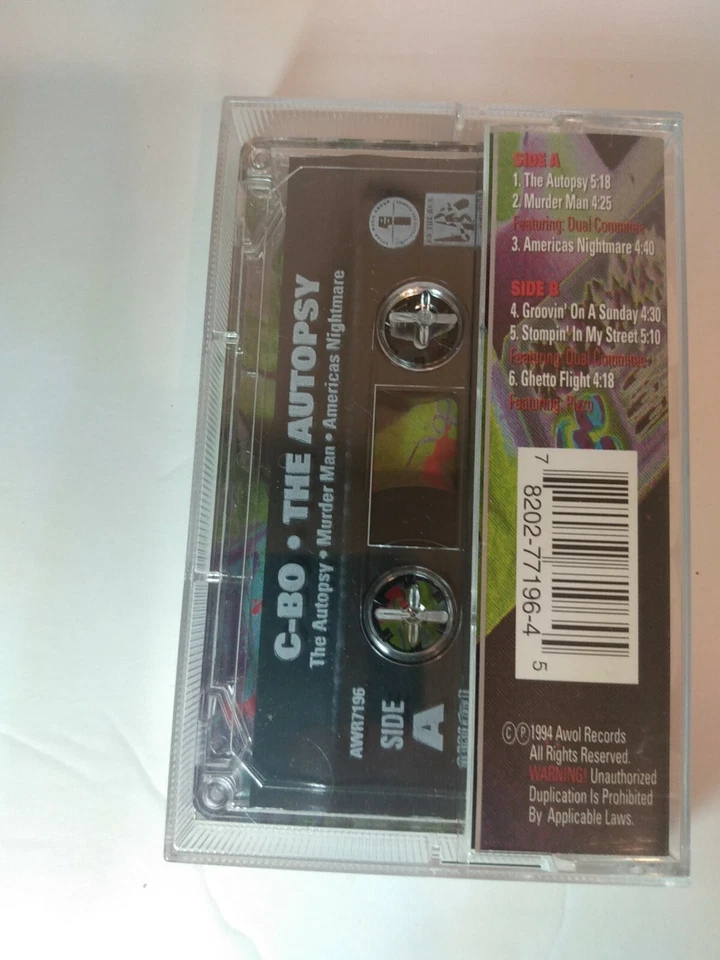 SIDE A
1. The Autopsy 5:18
2. Murder Man 4:25
Featuring: Dual Committee
3. Americas Nightmare 4:40
SIDE B
4. Groovin' On A Sunday 4:30
5. Stompin' In My Street 5:10
Featuring: Dual Committee
6. Ghetto Flight 4:18
Featuring: Pizzo
7 8202-77196-4 5
ⒸⓅ1994 Awol Records
All Rights Reserved.
WARNING! Unauthorized
Duplication Is Prohibited
By Applicable Laws.
C-BO • THE AUTOPSY
The Autopsy • Murder Man • Americas Nightmare
AWR7196
SIDE
A